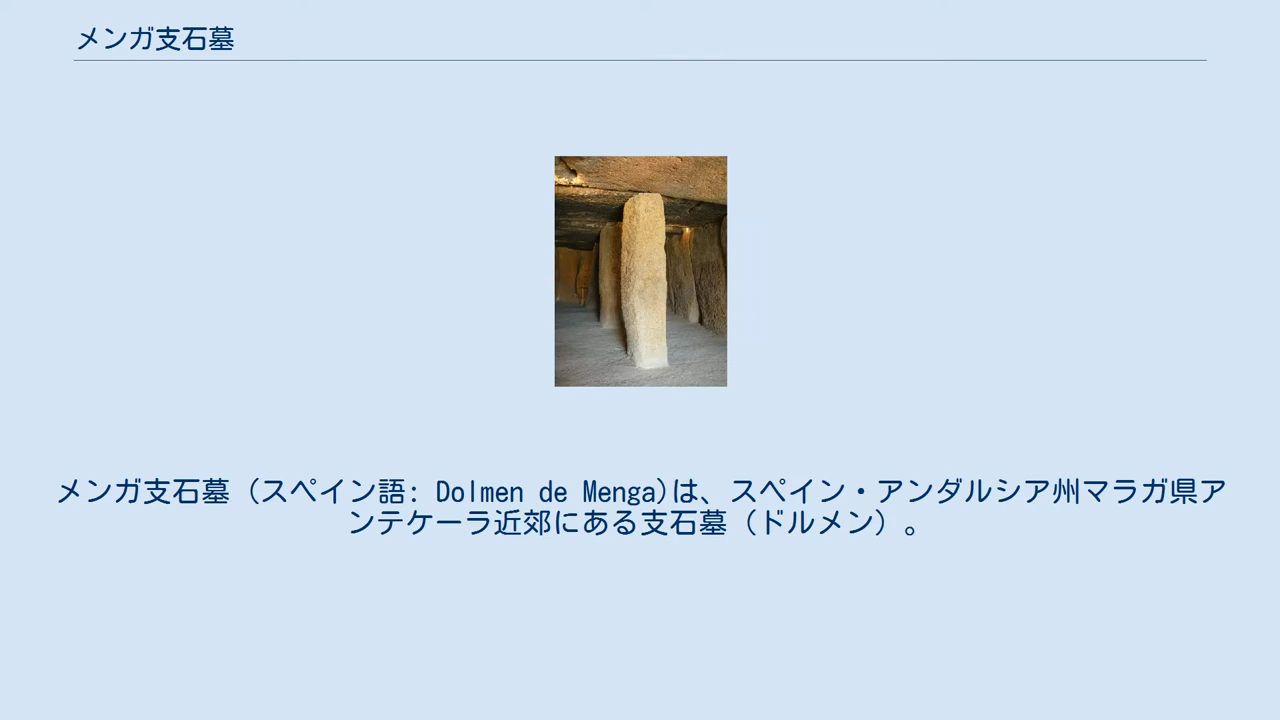 メンガ支石墓
メンガ支石墓（スペイン語: Dolmen de Menga)は、スペイン・アンダルシア州マラガ県ア
ンテケーラ近郊にある支石墓（ドルメン）。